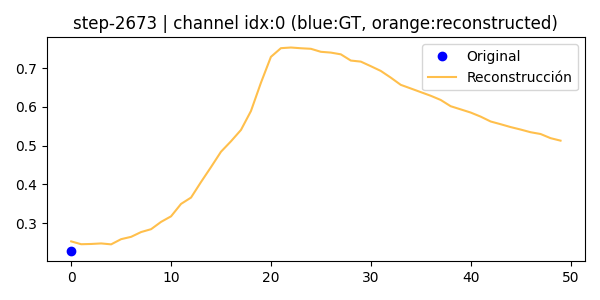 step-2673 | channel idx:0 (blue:GT, orange:reconstructed)
Original
Reconstrucción
0.7
0.6
0.5
0.4
0.3
0 10 20 30 40 50